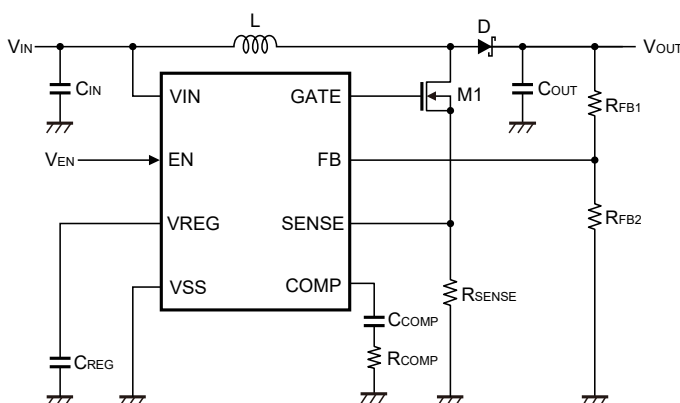 L
D
VIN
VOUT
CIN
VIN
GATE
M1
COUT
RFB1
VEN
EN
FB
VREG
SENSE
RFB2
VSS
COMP
RSENSE
CCOMP
CREG
RCOMP